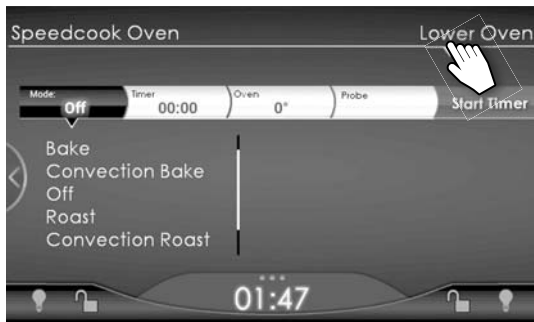 Speedcook Oven Lower Oven
Mode: Timer Oven Probe
Off 00:00 0° Start Timer
Bake
Convection Bake
Off
Roast
Convection Roast
01:47